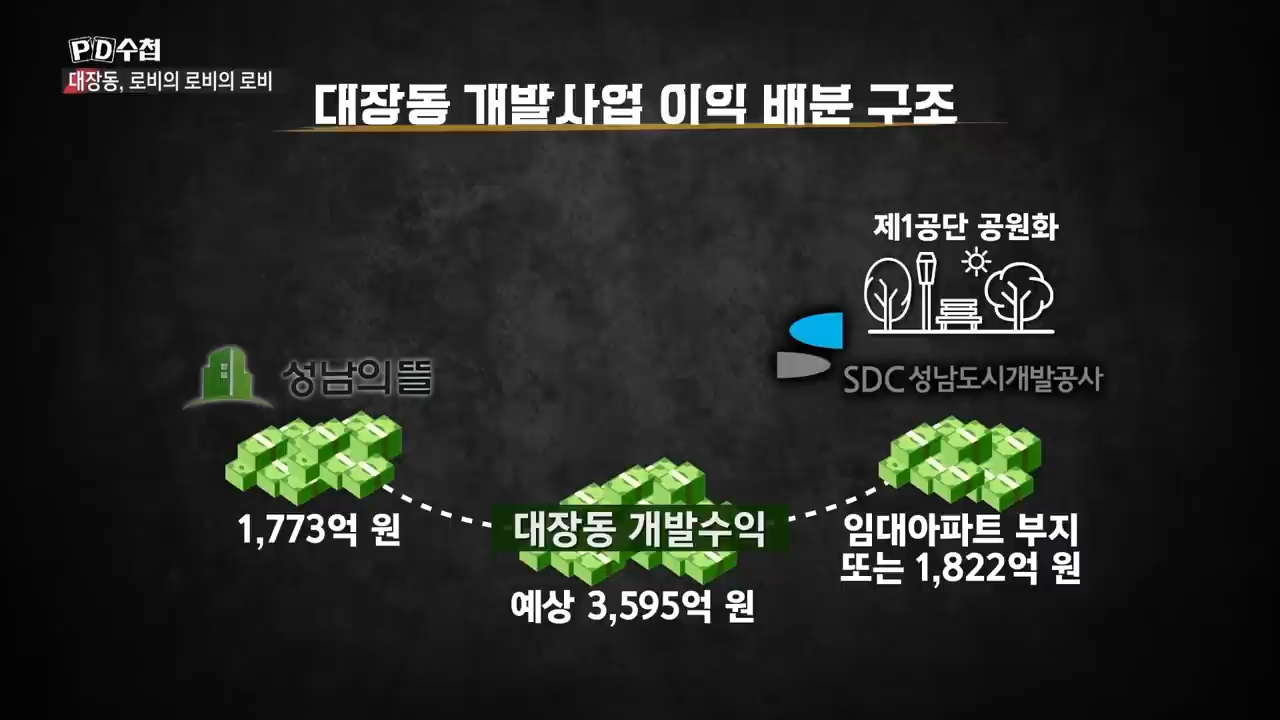 PD수첩
대장동, 로비의 로비의 로비
대장동 개발사업 이익 배분 구조
제1공단 공원화
성남의뜰
SDC 성남도시개발공사
1,773억 원
대장동 개발수익
예상 3,595억 원
임대아파트 부지
또는 1,822억 원